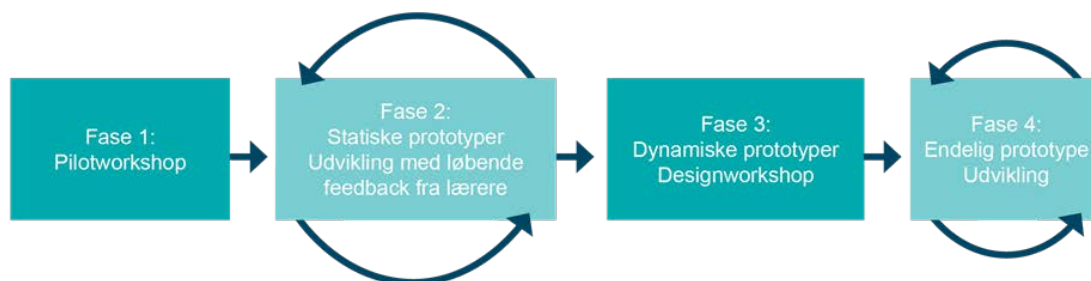 Fase 1:
Pilotworkshop
Fase 2:
Statiske prototyper
Udvikling med løbende
feedback fra lærere
Fase 3:
Dynamiske prototyper
Designworkshop
Fase 4:
Endelig prototype
Udvikling